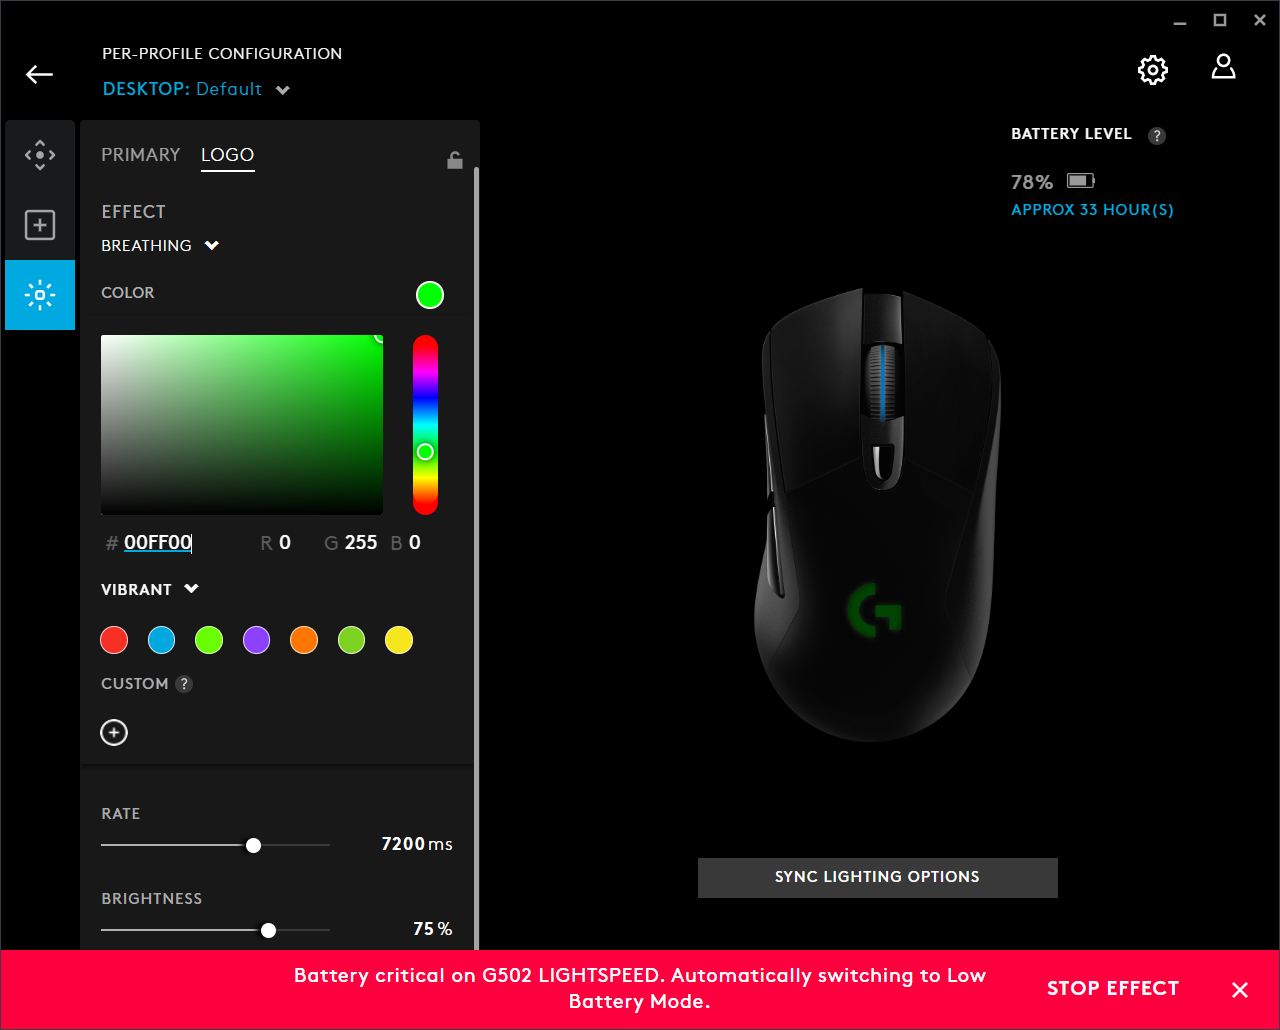 PER-PROFILE CONFIGURATION
DESKTOP: Default
BATTERY LEVEL ?
78%
APPROX 33 HOUR(S)
PRIMARY LOGO
EFFECT
BREATHING
COLOR
# 00FF00 R 0 G 255 B 0
VIBRANT
CUSTOM ?
RATE
7200 ms
BRIGHTNESS
75 %
SYNC LIGHTING OPTIONS
Battery critical on G502 LIGHTSPEED. Automatically switching to Low
Battery Mode.
STOP EFFECT